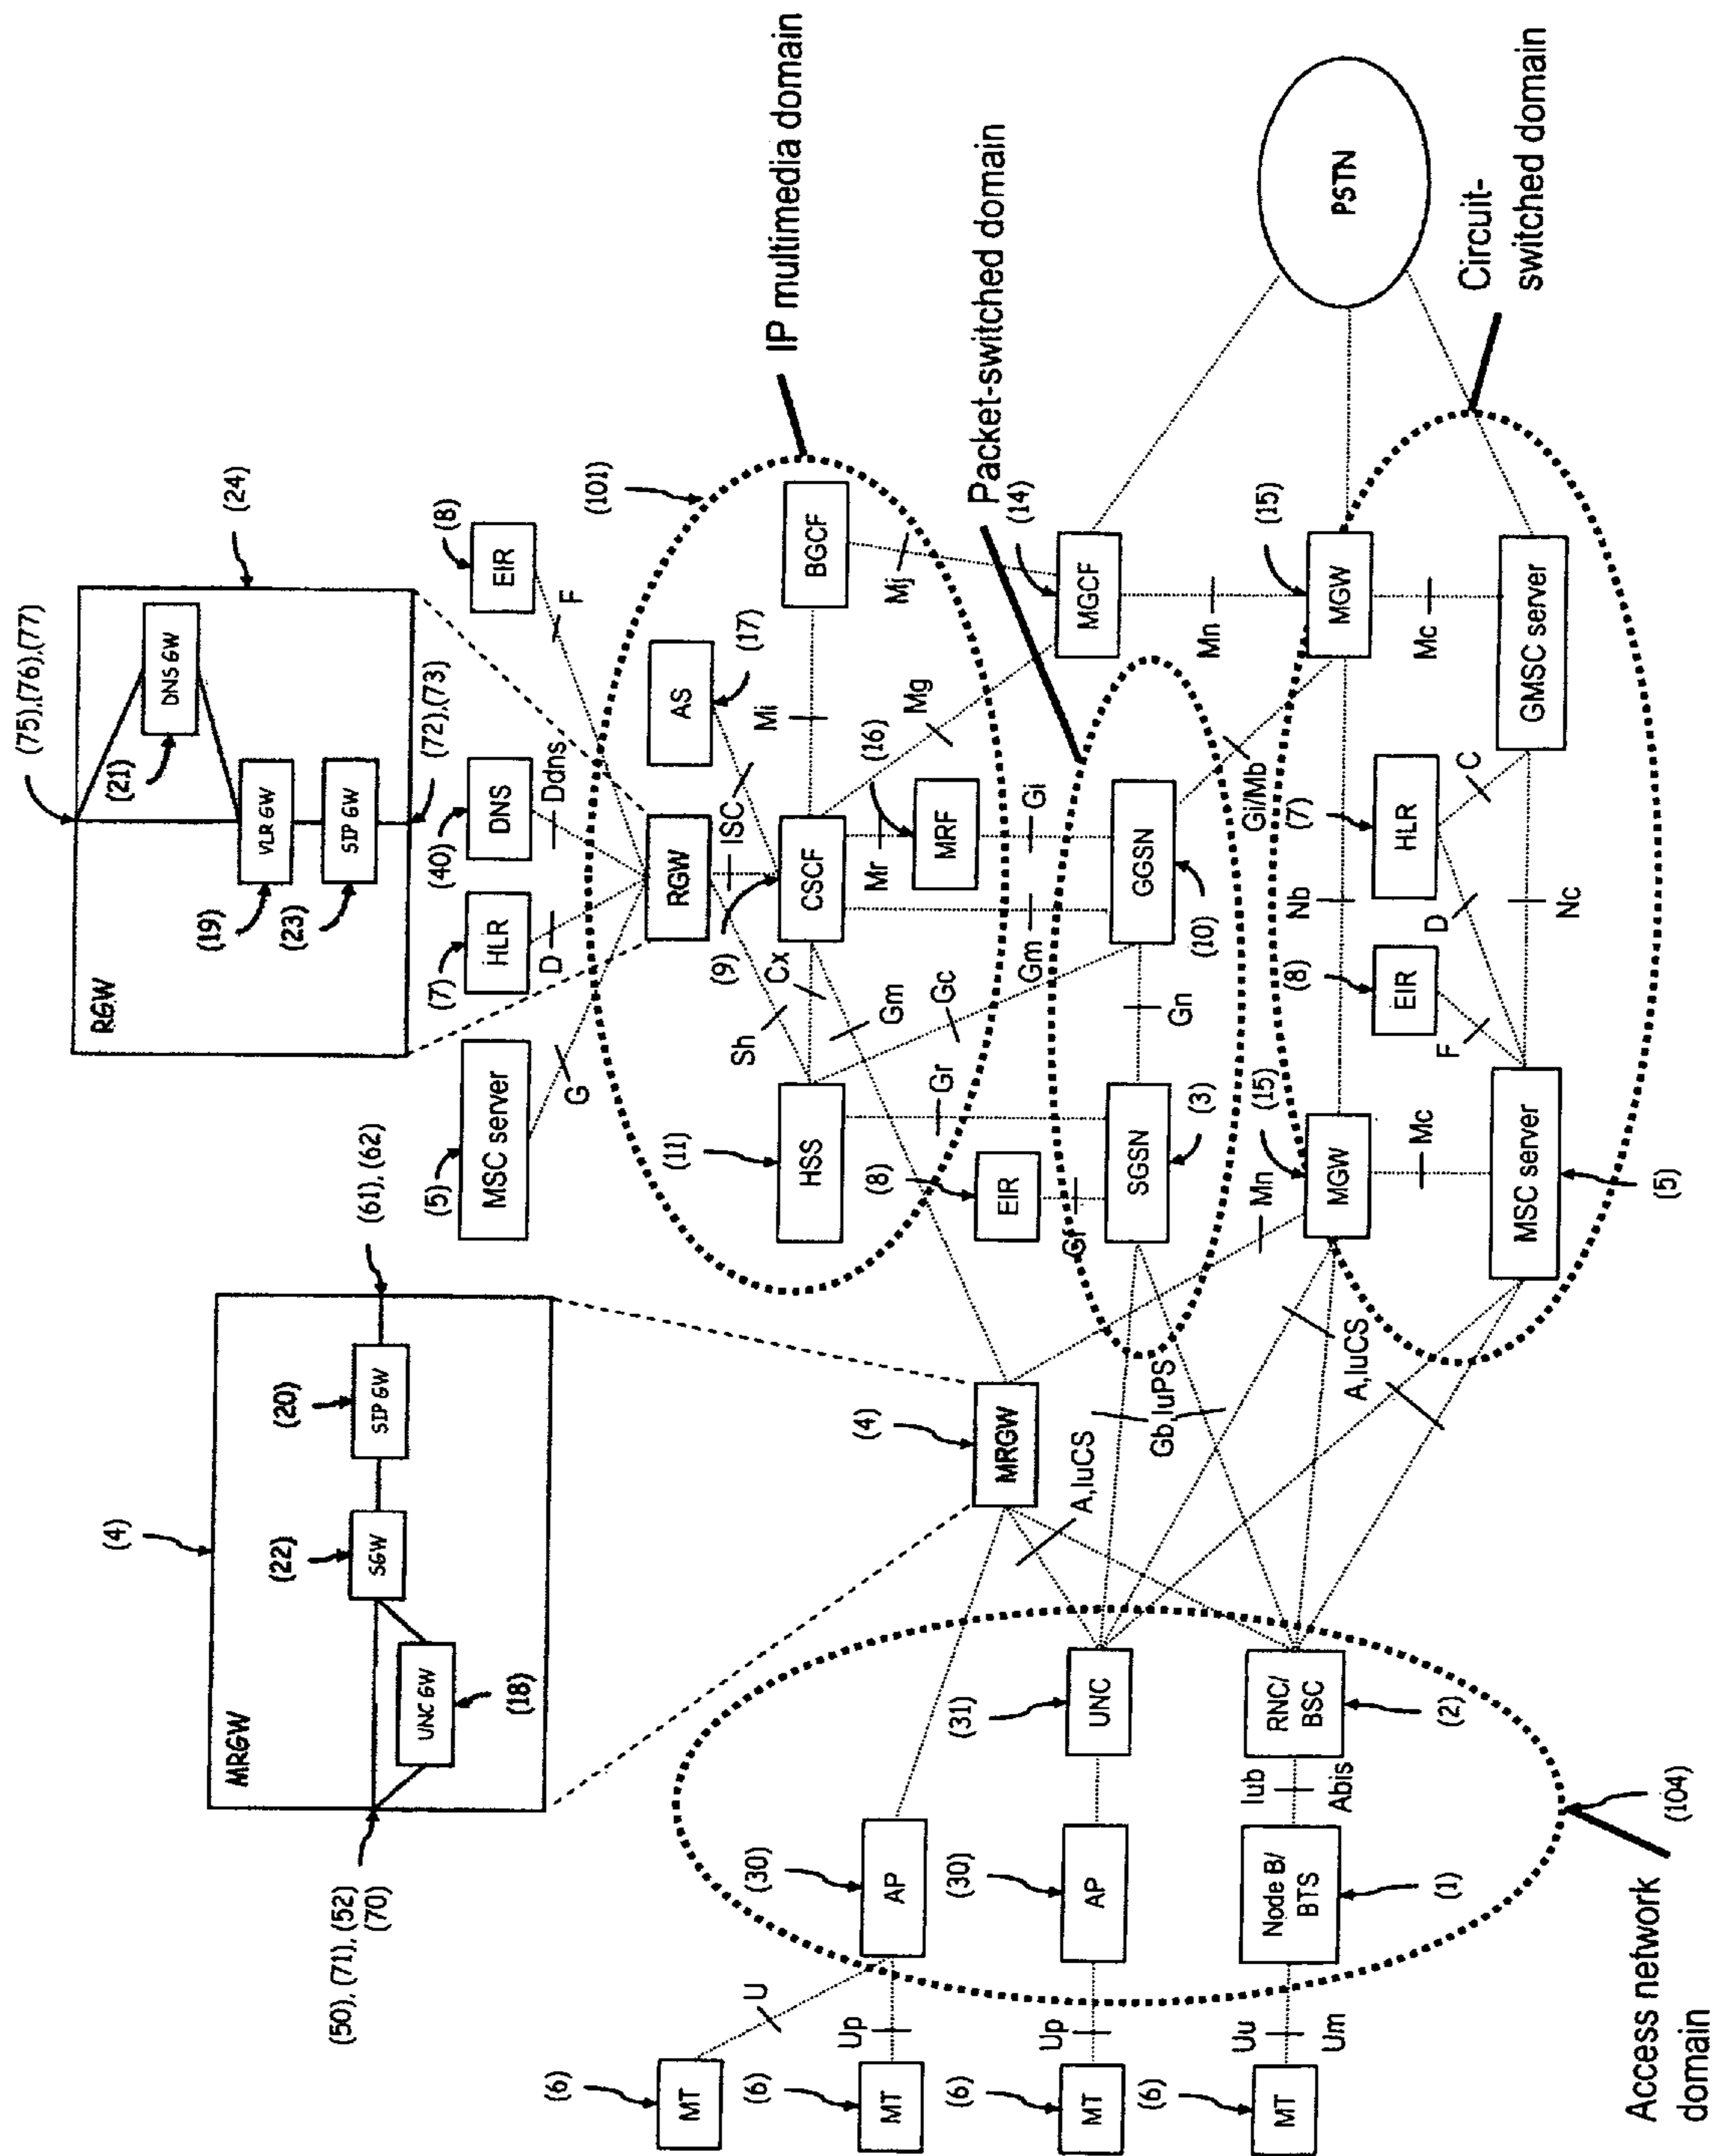 (50), (71), (52)
(70)
(4)
MRGW
UNC GW
(18)
(22)
SGW
(20)
SIP GW
(61), (62)
(75),(76),(77)
RGW
(24)
DNS GW
(21)
VLR GW
(19)
SIP GW
(23)
(72),(73)
(5)
MSC server
G
(7)
HLR
D
(40)
DNS
Ddns
(8)
EIR
F
(101)
IP multimedia domain
RGW
ISC
AS
(17)
(9)
Sh
Cx
CSCF
Mi
BGCF
Mj
(11)
HSS
Gm
Gc
Gr
Mr
(16)
MRF
Mg
Gi
Gm
Packet-switched domain
(14)
MGCF
Mn
(8)
EIR
Gf
SGSN
(3)
Gn
GGSN
(10)
Gi/Mb
(4)
MRGW
A,IuCS
Gb,IuPS
Mn
A,IuCS
(15)
MGW
Mc
Nb
(15)
MGW
Mc
(8)
EIR
F
(7)
HLR
D
C
Nc
MSC server
(5)
GMSC server
PSTN
Circuit-
switched domain
(6)
MT
U
(6)
MT
Up
(30)
AP
(6)
MT
Up
(30)
AP
(31)
UNC
(6)
MT
Uu
Um
Node B/
BTS
(1)
Iub
Abis
RNC/
BSC
(2)
(104)
Access network
domain